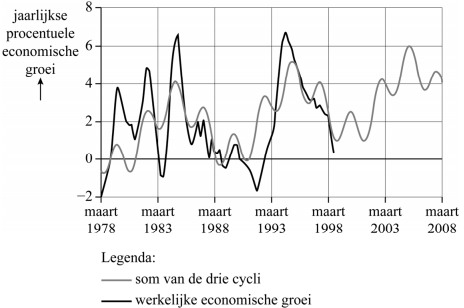 jaarlijkse
procentuele
economische
groei
8
6
4
2
0
−2
maart maart maart maart maart maart maart
1978 1983 1988 1993 1998 2003 2008
Legenda:
som van de drie cycli
werkelijke economische groei